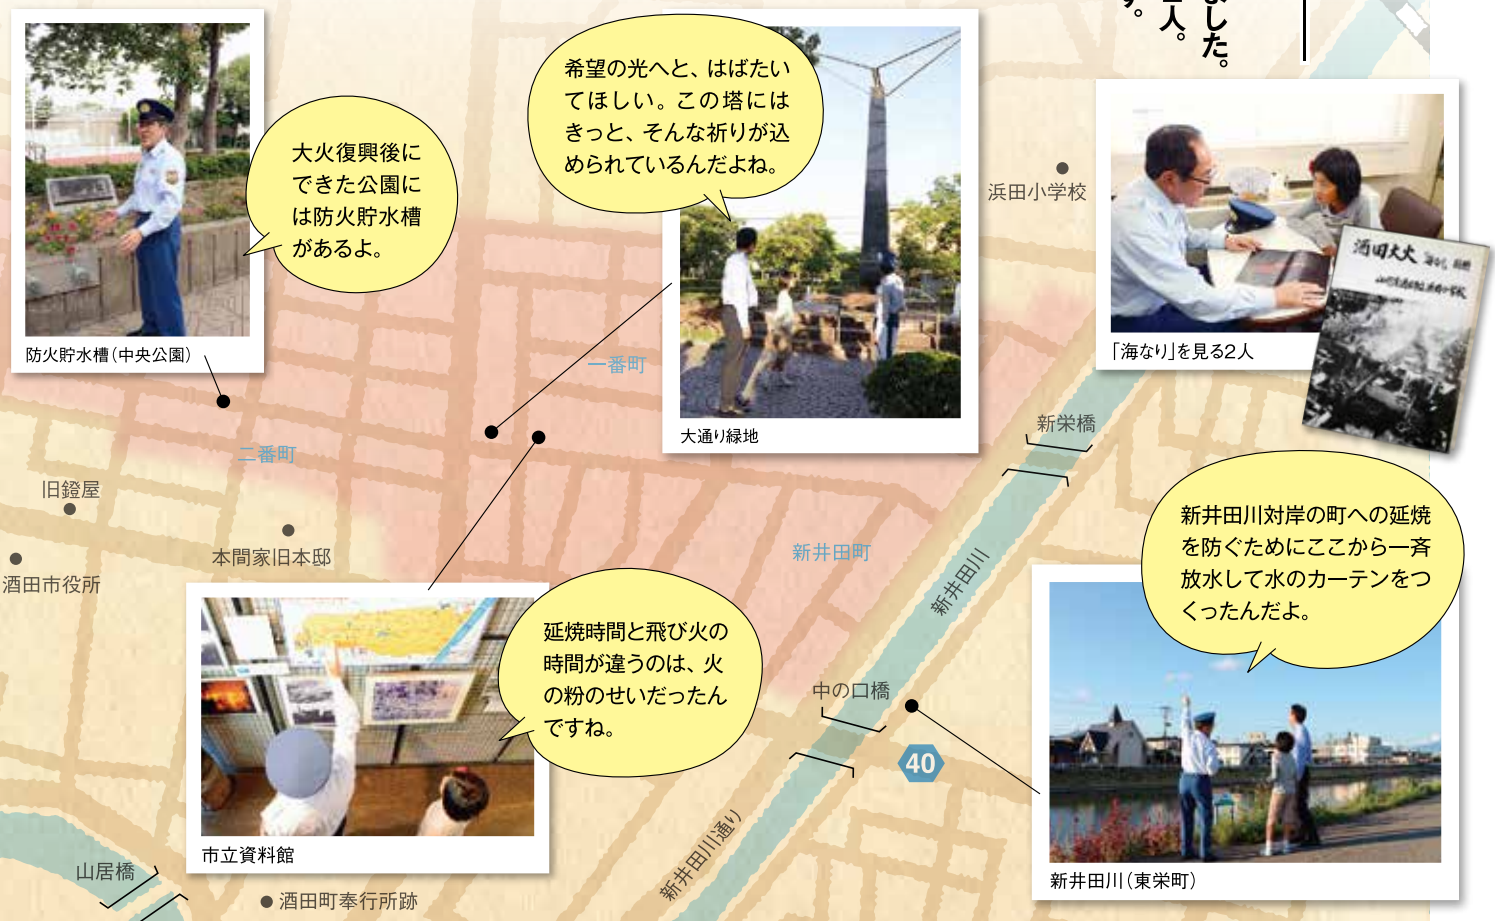 ました。
人。
す。
大火復興後に
できた公園に
は防火貯水槽
があるよ。
防火貯水槽（中央公園）
希望の光へと、はばたい
てほしい。この塔には
きっと、そんな祈りが込
められているんだよね。
大通り緑地
浜田小学校
「海なり」を見る2人
酒田大火
一番町
二番町
新栄橋
旧鐙屋
本間家旧本邸
酒田市役所
新井田町
新井田川
新井田川対岸の町への延焼
を防ぐためにここから一斉
放水して水のカーテンをつ
くったんだよ。
延焼時間と飛び火の
時間が違うのは、火
の粉のせいだったん
ですね。
市立資料館
中の口橋
40
新井田川通り
新井田川（東栄町）
山居橋
酒田町奉行所跡